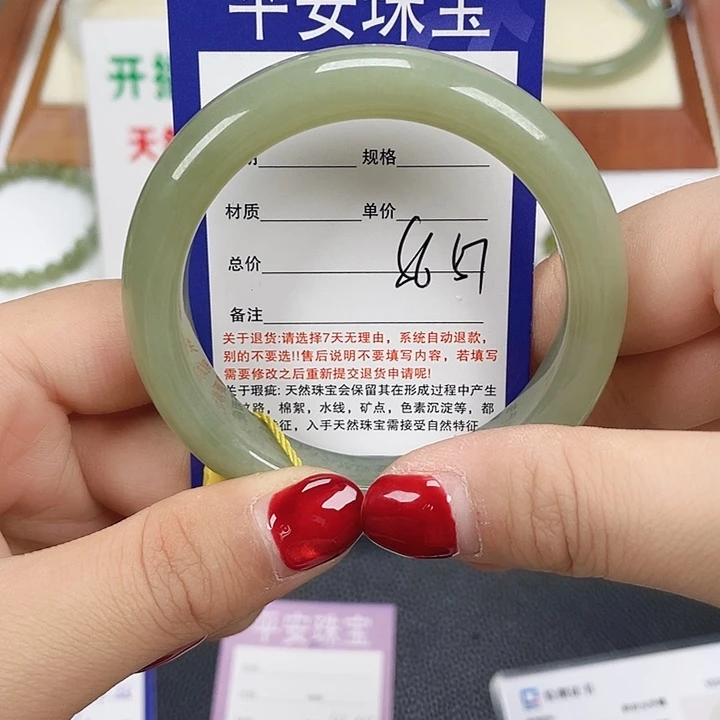 平安珠宝
开
天然
规格
材质 单价
总价
备注
关于退货:请选择7天无理由，系统自动退款，
别的不要选!!售后说明不要填写内容，若填写
需要修改之后重新提交退货申请呢!
关于瑕疵: 天然珠宝会保留其在形成过程中产生
纹路，棉絮，水线，矿点，色素沉淀等，都
征，入手天然珠宝需接受自然特征
平安珠宝